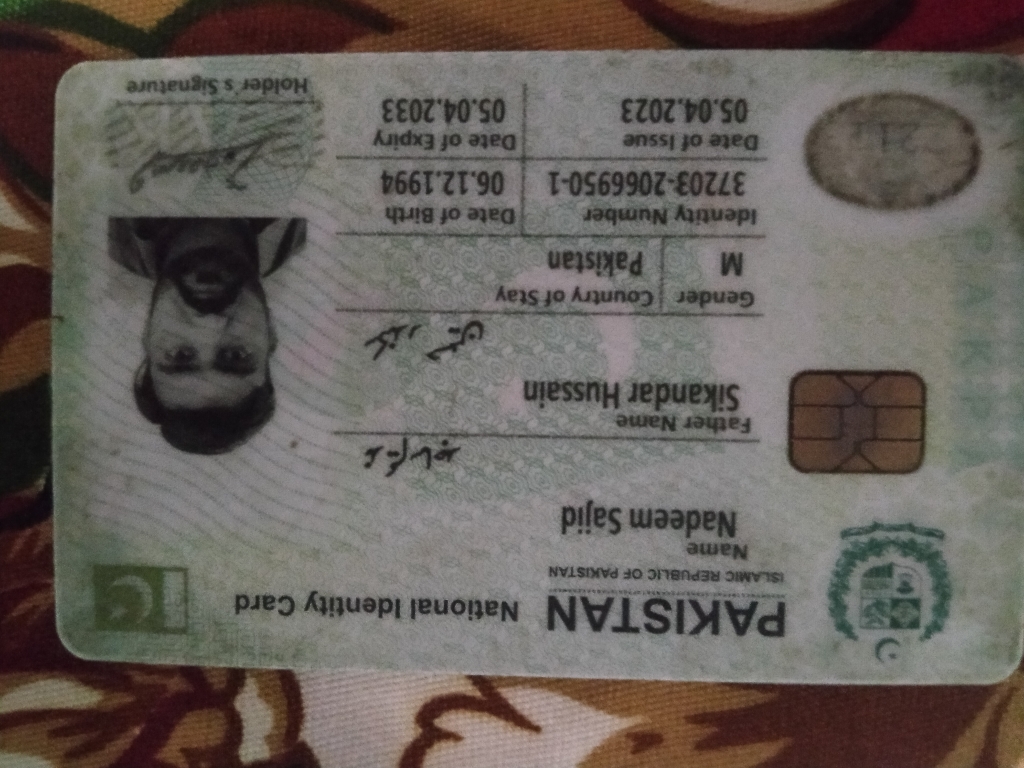 PAKISTAN National Identity Card
ISLAMIC REPUBLIC OF PAKISTAN
Name
Nadeem Sajid
Father Name
Sikandar Hussain
Gender Country of Stay
M Pakistan
Identity Number Date of Birth
37203-2066950-1 06.12.1994
Date of Issue Date of Expiry
05.04.2023 05.04.2033
Holder's Signature